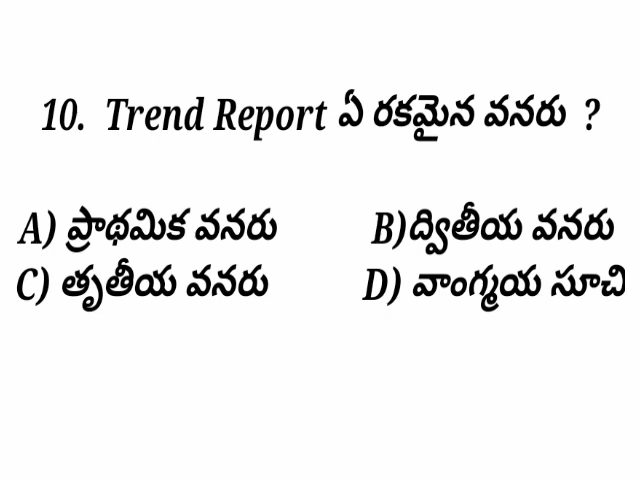 10. Trend Report ఏ రకమైన వనరు ?
A) ప్రాథమిక వనరు B)ద్వితీయ వనరు
C) తృతీయ వనరు D) వాంగ్మయ సూచి